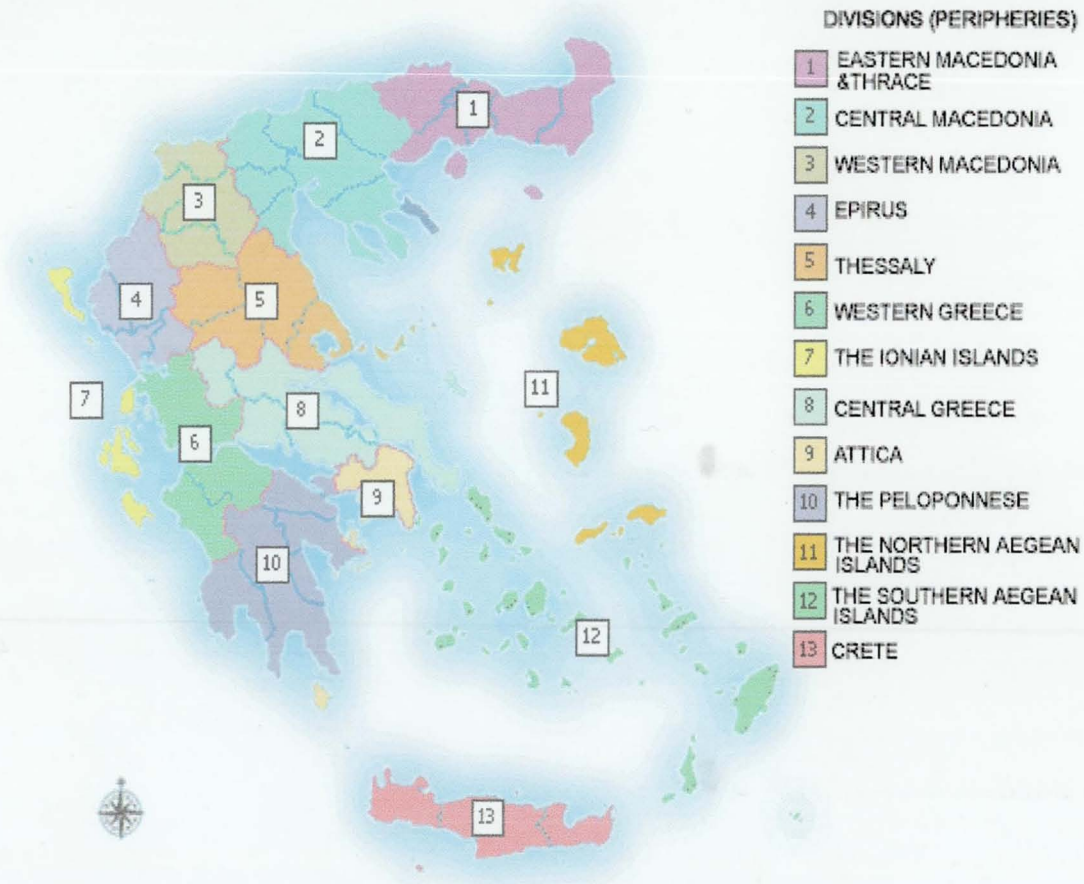 DIVISIONS (PERIPHERIES)
1 EASTERN MACEDONIA
&THRACE
2 CENTRAL MACEDONIA
3 WESTERN MACEDONIA
4 EPIRUS
5 THESSALY
6 WESTERN GREECE
7 THE IONIAN ISLANDS
8 CENTRAL GREECE
9 ATTICA
10 THE PELOPONNESE
11 THE NORTHERN AEGEAN
ISLANDS
12 THE SOUTHERN AEGEAN
ISLANDS
13 CRETE
1
2
3
4
5
11
7
8
6
9
10
12
13